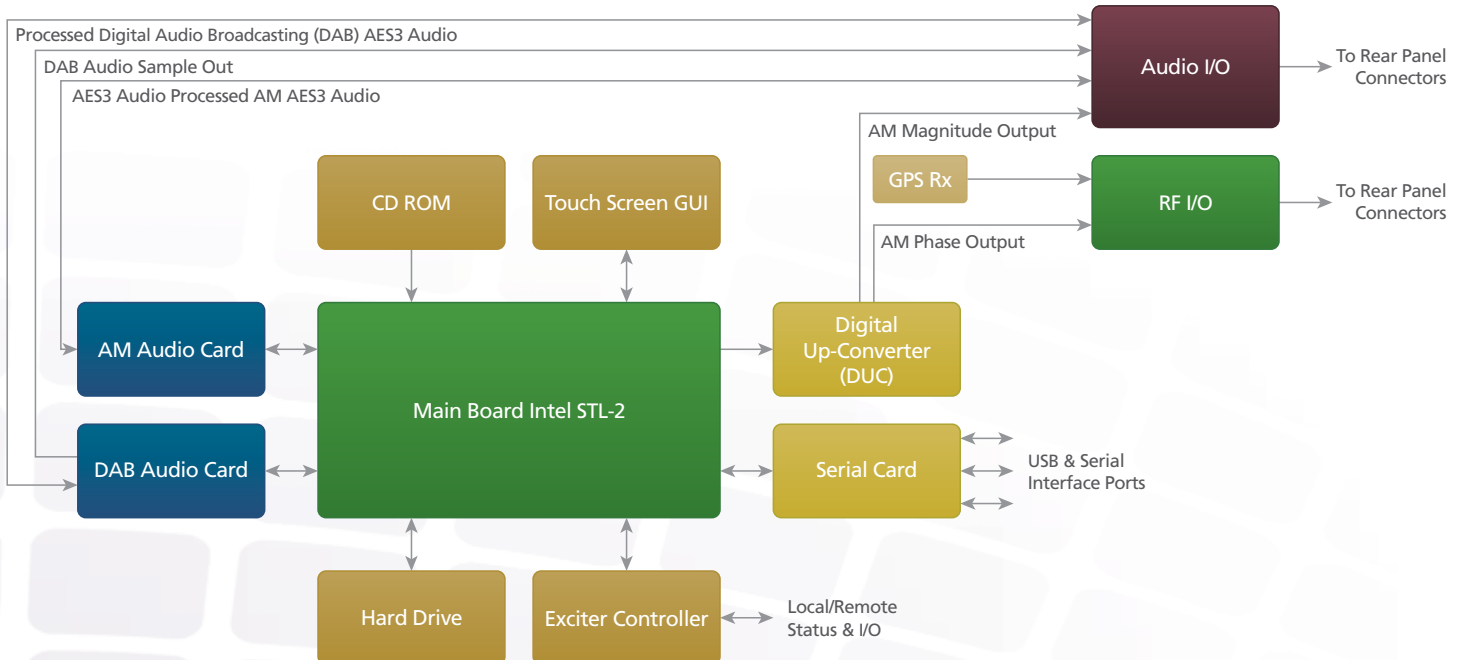 Processed Digital Audio Broadcasting (DAB) AES3 Audio
DAB Audio Sample Out
AES3 Audio Processed AM AES3 Audio
Audio I/O
To Rear Panel
Connectors
AM Magnitude Output
GPS Rx
RF I/O
To Rear Panel
Connectors
AM Phase Output
CD ROM
Touch Screen GUI
AM Audio Card
Main Board Intel STL-2
Digital
Up-Converter
(DUC)
DAB Audio Card
Serial Card
USB & Serial
Interface Ports
Hard Drive
Exciter Controller
Local/Remote
Status & I/O